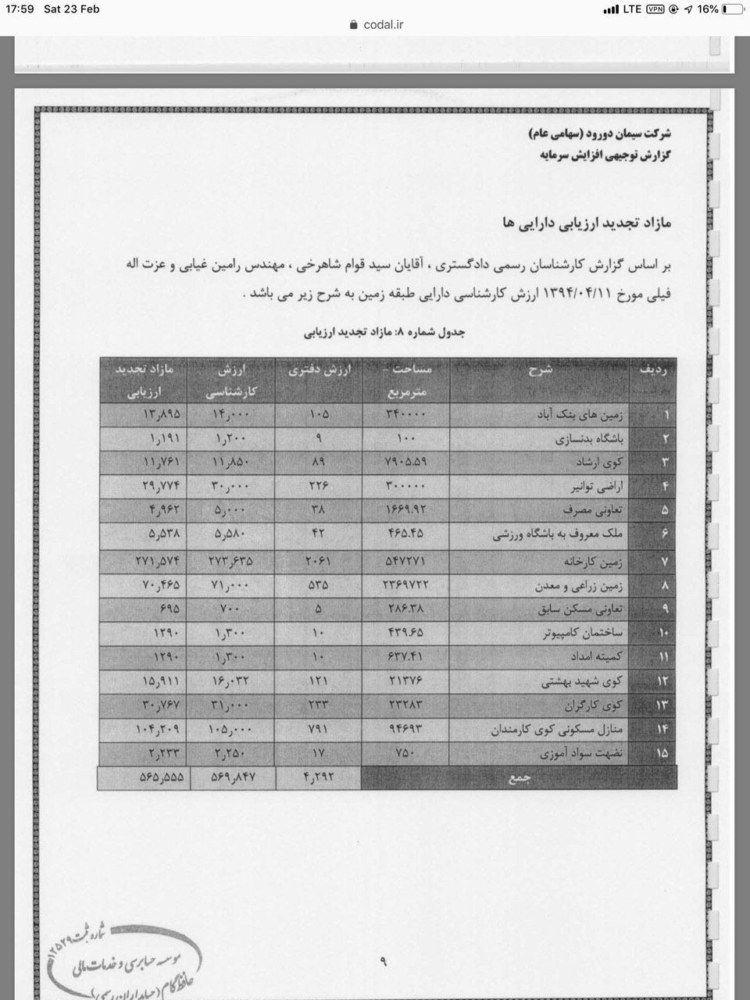 17:59 Sat 23 Feb LTE VPN 16%
codal.ir
شرکت سیمان دورود (سهامی عام)
گزارش توجیهی افزایش سرمایه
مازاد تجدید ارزیابی دارایی ها
بر اساس گزارش کارشناسان رسمی دادگستری ، آقایان سید قوام شاهرخی ، مهندس رامین غیابی و عزت اله
فیلی مورخ ۱۳۹۴/۰۴/۱۱ ارزش کارشناسی دارایی طبقه زمین به شرح زیر می باشد .
جدول شماره ۸: مازاد تجدید ارزیابی
ردیف شرح مساحت – مترمربع ارزش دفتری ارزش کارشناسی مازاد تجدید ارزیابی
۱ زمین های بنک آباد ۳۴۰۰۰۰ ۱۰۵ ۱۴,۰۰۰ ۱۳,۸۹۵
۲ باشگاه بدنسازی ۱۰۰ ۹ ۱,۲۰۰ ۱,۱۹۱
۳ کوی ارشاد ۷۹۰۵.۵۹ ۸۹ ۱۱,۸۵۰ ۱۱,۷۶۱
۴ اراضی توانیر ۳۰۰۰۰۰ ۲۲۶ ۳۰,۰۰۰ ۲۹,۷۷۴
۵ تعاونی مصرف ۱۶۶۹.۹۲ ۳۸ ۵,۰۰۰ ۴,۹۶۲
۶ ملک معروف به باشگاه ورزشی ۴۶۵.۴۵ ۴۲ ۵,۵۸۰ ۵,۵۳۸
۷ زمین کارخانه ۵۴۷۲۷۱ ۲۰۶۱ ۲۷۳,۶۳۵ ۲۷۱,۵۷۴
۸ زمین زراعی و معدن ۲۳۶۹۷۲۲ ۵۳۵ ۷۱,۰۰۰ ۷۰,۴۶۵
۹ تعاونی مسکن سابق ۲۸۶.۳۸ ۵ ۷۰۰ ۶۹۵
۱۰ ساختمان کامپیوتر ۴۳۹.۶۵ ۱۰ ۱,۳۰۰ ۱۲۹۰
۱۱ کمیته امداد ۶۳۷.۴۱ ۱۰ ۱,۳۰۰ ۱۲۹۰
۱۲ کوی شهید بهشتی ۲۱۳۷۶ ۱۲۱ ۱۶,۰۳۲ ۱۵,۹۱۱
۱۳ کوی کارگران ۲۳۲۸۳ ۲۳۳ ۳۱,۰۰۰ ۳۰,۷۶۷
۱۴ منازل مسکونی کوی کارمندان ۹۴۶۹۳ ۷۹۱ ۱۰۵,۰۰۰ ۱۰۴,۲۰۹
۱۵ نضهت سواد آموزی ۷۵۰ ۱۷ ۲,۲۵۰ ۲,۲۳۳
جمع ۴,۲۹۲ ۵۶۹,۸۴۷ ۵۶۵,۵۵۵
۹
شماره ثبت ۱۲۵۲۹
موسسه حسابرسی و خدمات مالی
حافظ گام (حسابداران رسمی)